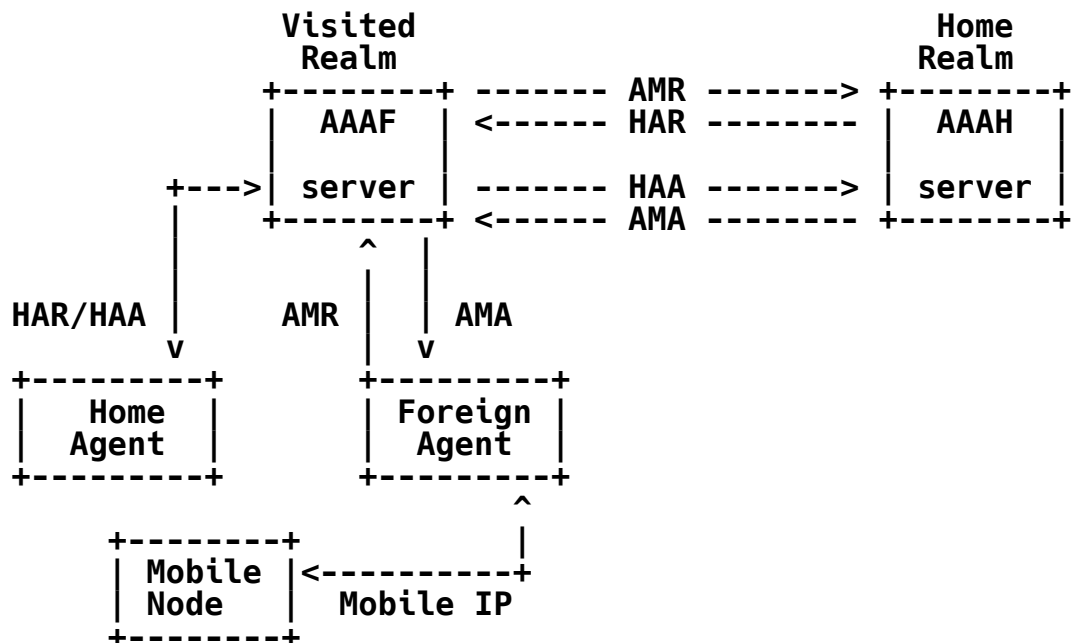 Visited Home
Realm Realm
+--------+ ------- AMR -------> +--------+
| AAAF | <------ HAR -------- | AAAH |
| | | |
+--->| server | ------- HAA -------> | server |
| +--------+ <------ AMA -------- +--------+
| ^ |
| | |
HAR/HAA | AMR | | AMA
v | v
+---------+ +---------+
| Home | | Foreign |
| Agent | | Agent |
+---------+ +---------+
^
+--------+ |
| Mobile |<----------+
| Node | Mobile IP
+--------+